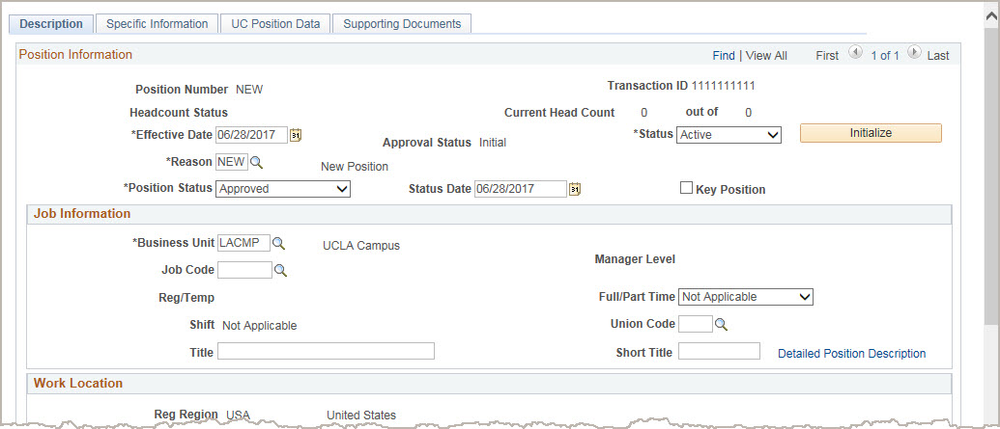 Description Specific Information UC Position Data Supporting Documents
Position Information Find | View All First 1 of 1 Last
Position Number NEW Transaction ID 1111111111
Headcount Status Current Head Count 0 out of 0
*Effective Date 06/28/2017 Approval Status Initial *Status Active Initialize
*Reason NEW New Position
*Position Status Approved Status Date 06/28/2017 Key Position
Job Information
*Business Unit LACMP UCLA Campus
Job Code Manager Level
Reg/Temp Full/Part Time Not Applicable
Shift Not Applicable Union Code
Title Short Title Detailed Position Description
Work Location
Reg Region USA United States